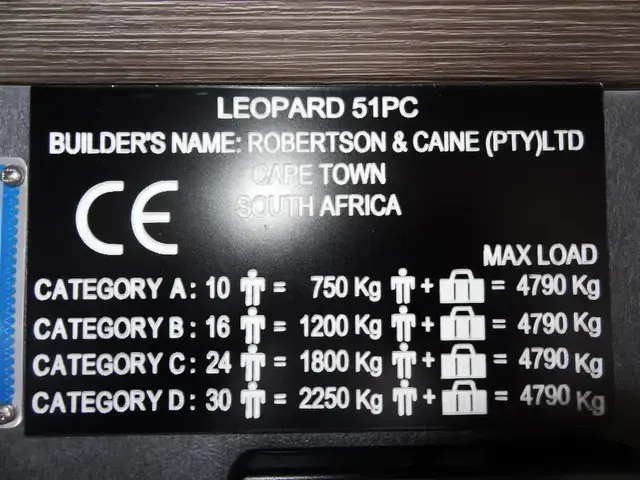 LEOPARD 51PC
BUILDER'S NAME: ROBERTSON & CAINE (PTY)LTD
CAPE TOWN
SOUTH AFRICA
CE
MAX LOAD
CATEGORY A: 10 = 750 Kg + = 4790 Kg
CATEGORY B: 16 = 1200 Kg + = 4790 Kg
CATEGORY C: 24 = 1800 Kg + = 4790 Kg
CATEGORY D: 30 = 2250 Kg + = 4790 Kg